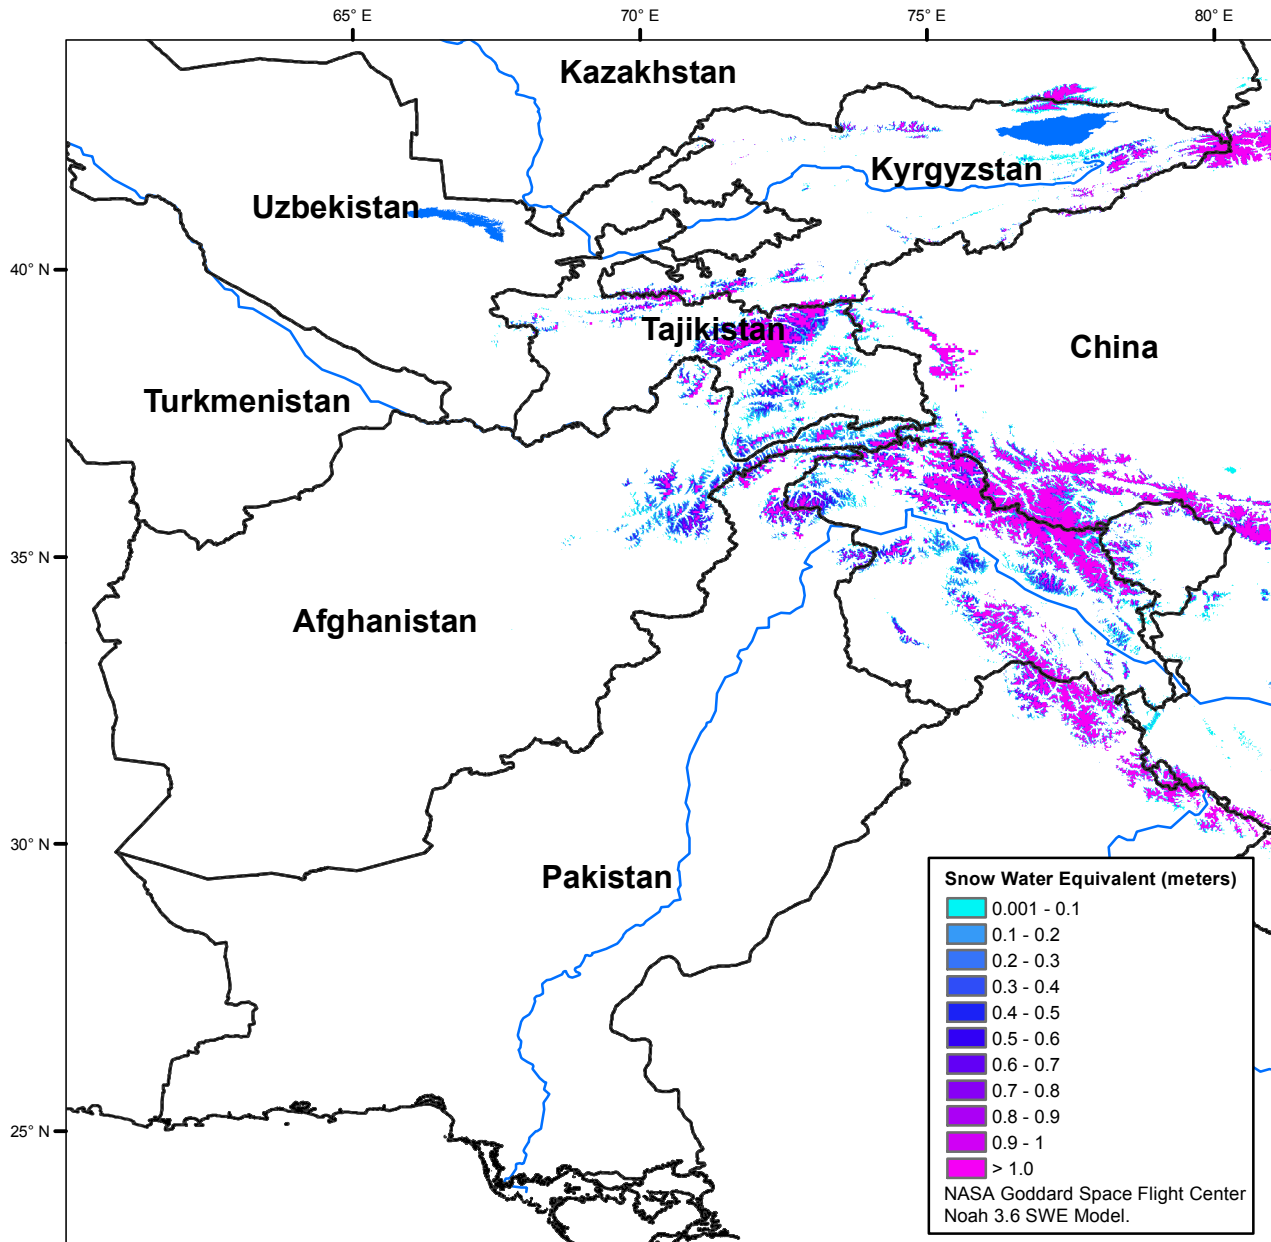 65° E
70° E
75° E
80° E
Kazakhstan
Kyrgyzstan
Uzbekistan
40° N
Tajikistan
China
Turkmenistan
35° N
Afghanistan
30° N
Pakistan
Snow Water Equivalent (meters)
0.001 - 0.1
0.1 - 0.2
0.2 - 0.3
0.3 - 0.4
0.4 - 0.5
0.5 - 0.6
0.6 - 0.7
0.7 - 0.8
0.8 - 0.9
0.9 - 1
> 1.0
NASA Goddard Space Flight Center
Noah 3.6 SWE Model.
25° N